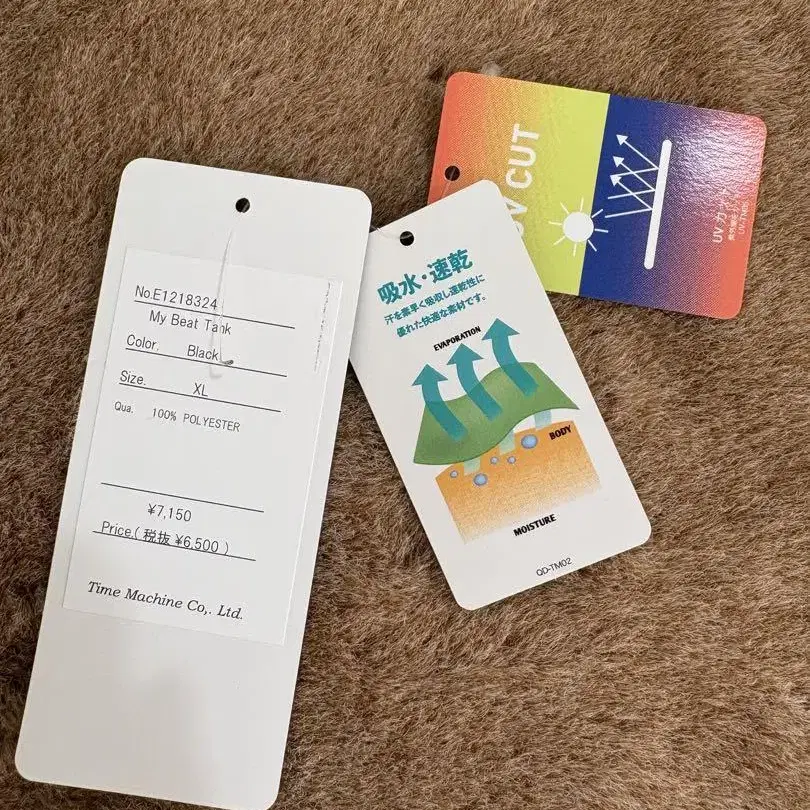 No.E1218324
My Beat Tank
Color. Black
Size. XL
Qua. 100% POLYESTER
¥7,150
Price.(税抜 ¥6,500 )
Time Machine Co,. Ltd.
吸水・速乾
汗を素早く吸収し速乾性に
優れた快適な素材です。
EVAPORATION
BODY
MOISTURE
QD-TM02
UV CUT
UV カット